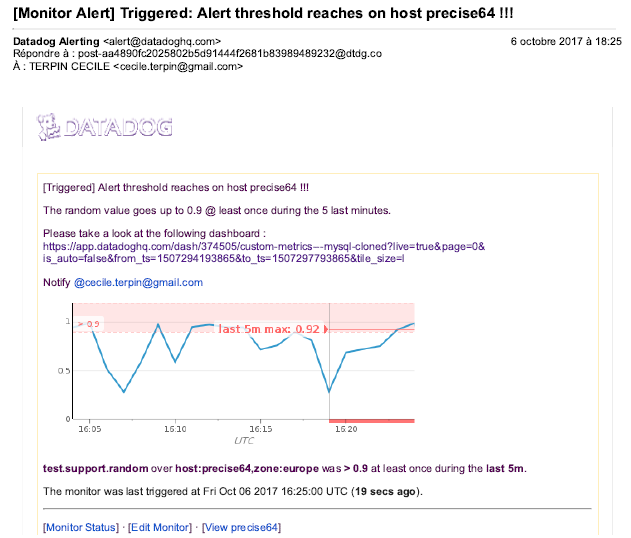 [Monitor Alert] Triggered: Alert threshold reaches on host precise64 !!!
Datadog Alerting <alert@datadoghq.com> 6 octobre 2017 à 18:25
Répondre à : post-aa4890fc2025802b5d91444f2681b83989489232@dtdg.co
À : TERPIN CECILE <cecile.terpin@gmail.com>
DATADOG
[Triggered] Alert threshold reaches on host precise64 !!!
The random value goes up to 0.9 @ least once during the 5 last minutes.
Please take a look at the following dashboard :
https://app.datadoghq.com/dash/374505/custom-metrics---mysql-cloned?live=true&page=0&
is_auto=false&from_ts=1507294193865&to_ts=1507297793865&tile_size=l
Notify @cecile.terpin@gmail.com
1
> 0.9
last 5m max: 0.92
0.5
0
16:05 16:10 16:15 16:20
UTC
test.support.random over host:precise64,zone:europe was > 0.9 at least once during the last 5m.
The monitor was last triggered at Fri Oct 06 2017 16:25:00 UTC (19 secs ago).
[Monitor Status] · [Edit Monitor] · [View precise64]